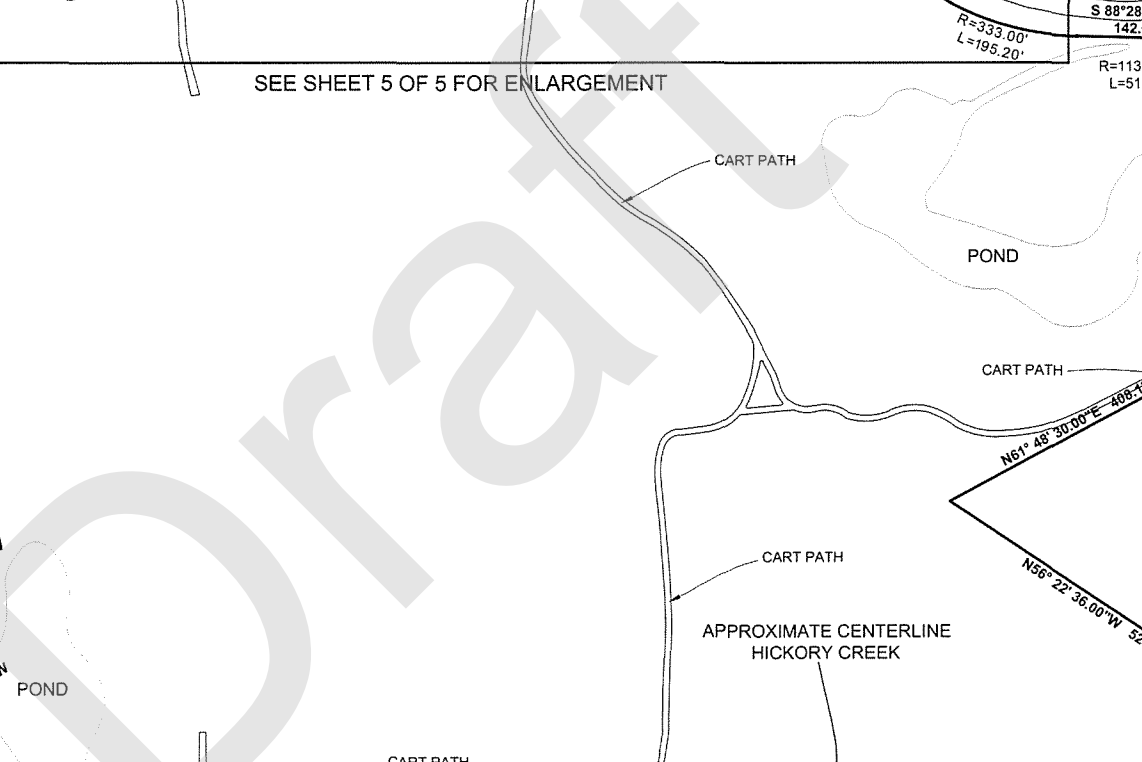 S 88°28
142.
R=333.00'
L=195.20'
R=113
L=51
SEE SHEET 5 OF 5 FOR ENLARGEMENT
CART PATH
POND
CART PATH
N61° 48' 30.00"E 408.1
CART PATH
N56° 22' 36.00"W 52
APPROXIMATE CENTERLINE
HICKORY CREEK
POND
CART PATH
Draft